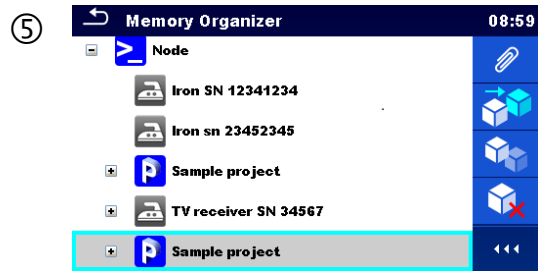 ⑤
Memory Organizer 08:59
Node
Iron SN 12341234
Iron sn 23452345
Sample project
TV receiver SN 34567
Sample project